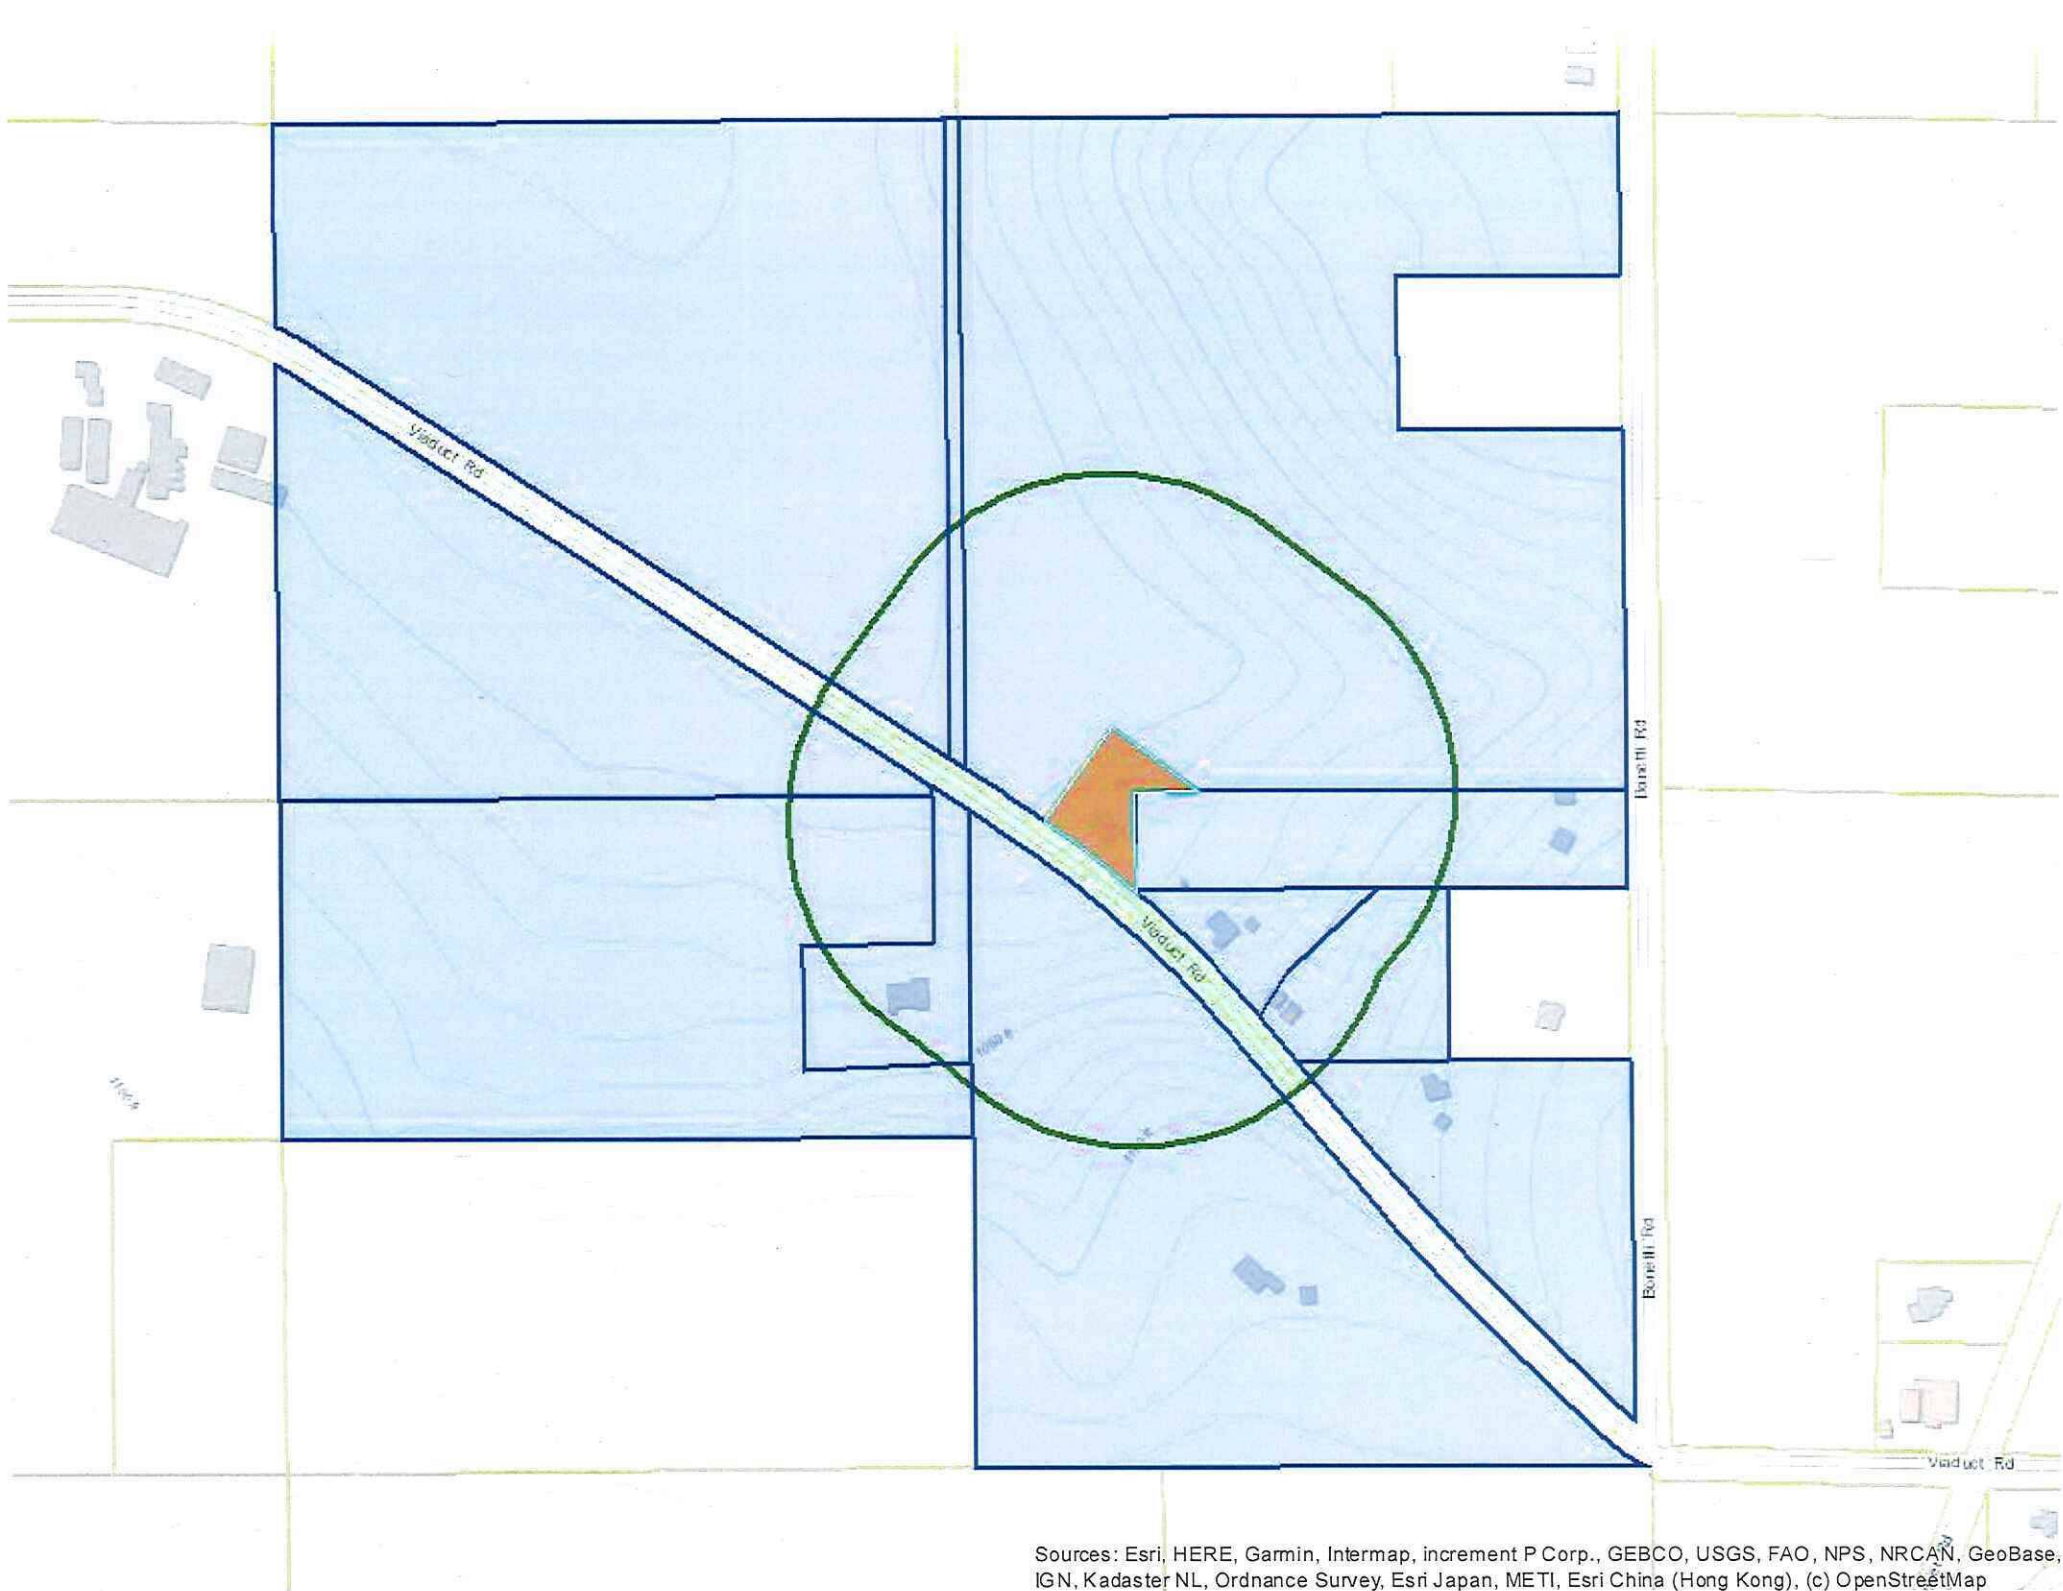 Viaduct Rd
Bonetti Rd
Viaduct Rd
Bonetti Rd
Viaduct Rd
Sources: Esri, HERE, Garmin, Intermap, increment P Corp., GEBCO, USGS, FAO, NPS, NRCAN, GeoBase,
IGN, Kadaster NL, Ordnance Survey, Esri Japan, METI, Esri China (Hong Kong), (c) OpenStreetMap